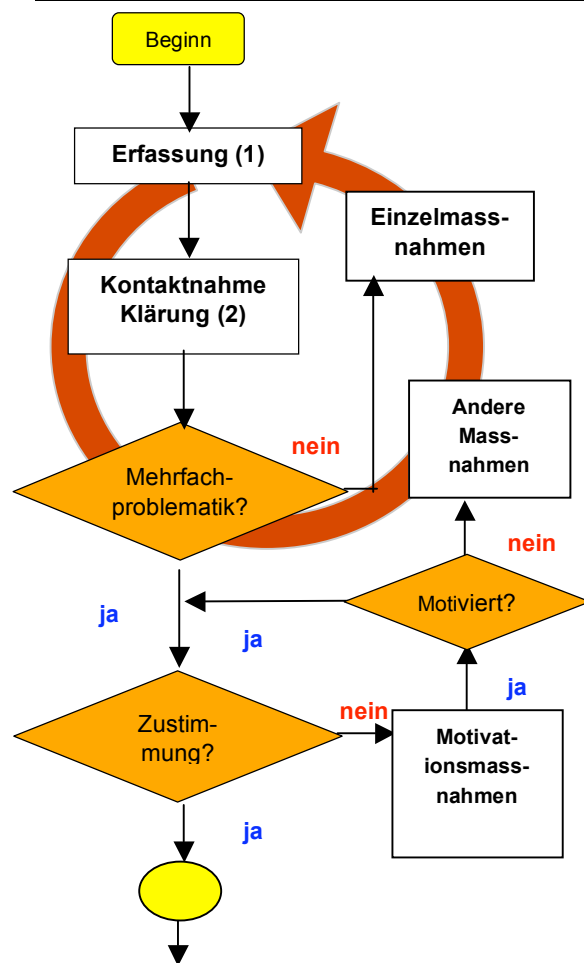 Beginn
Erfassung (1)
Einzelmass-
nahmen
Kontaktnahme
Klärung (2)
Andere
Mass-
nahmen
nein
Mehrfach-
problematik?
nein
Motiviert?
ja
ja
ja
nein
Zustim-
mung?
Motivat-
ionsmass-
nahmen
ja